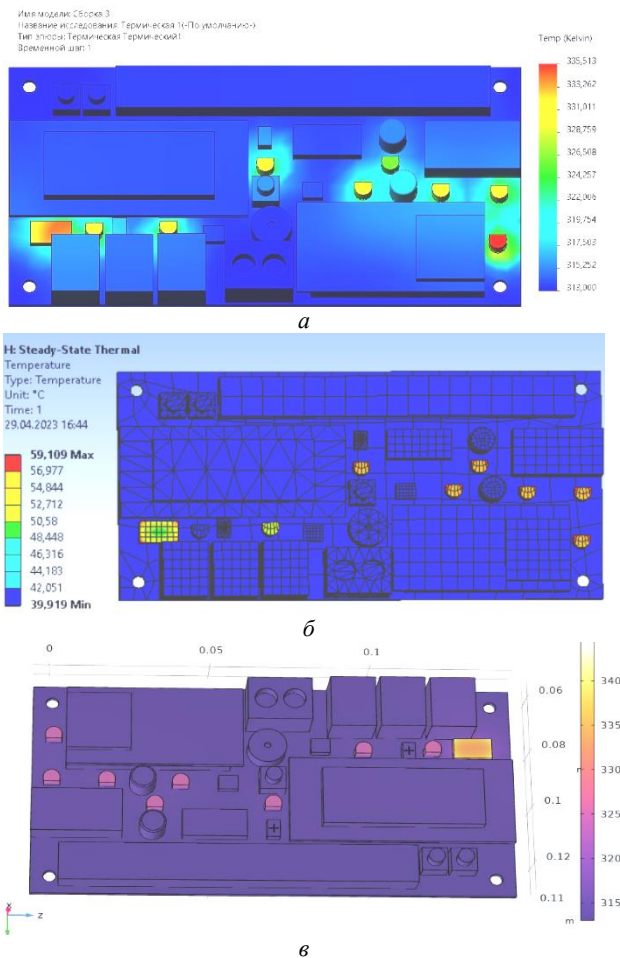 Имя модели: Сборка 3
Название исследования: Термическая 1(-По умолчанию-)
Тип эпюры: Термическая Термический1
Временной шаг: 1
Temp (Kelvin)
335,513
333,262
331,011
328,759
326,508
324,257
322,006
319,754
317,503
315,252
313,000
а
H: Steady-State Thermal
Temperature
Type: Temperature
Unit: °C
Time: 1
29.04.2023 16:44
59,109 Max
56,977
54,844
52,712
50,58
48,448
46,316
44,183
42,051
39,919 Min
б
0
0.05
0.1
0.06
0.08
0.1
0.12
0.11
m
340
335
330
325
320
315
x
z
в